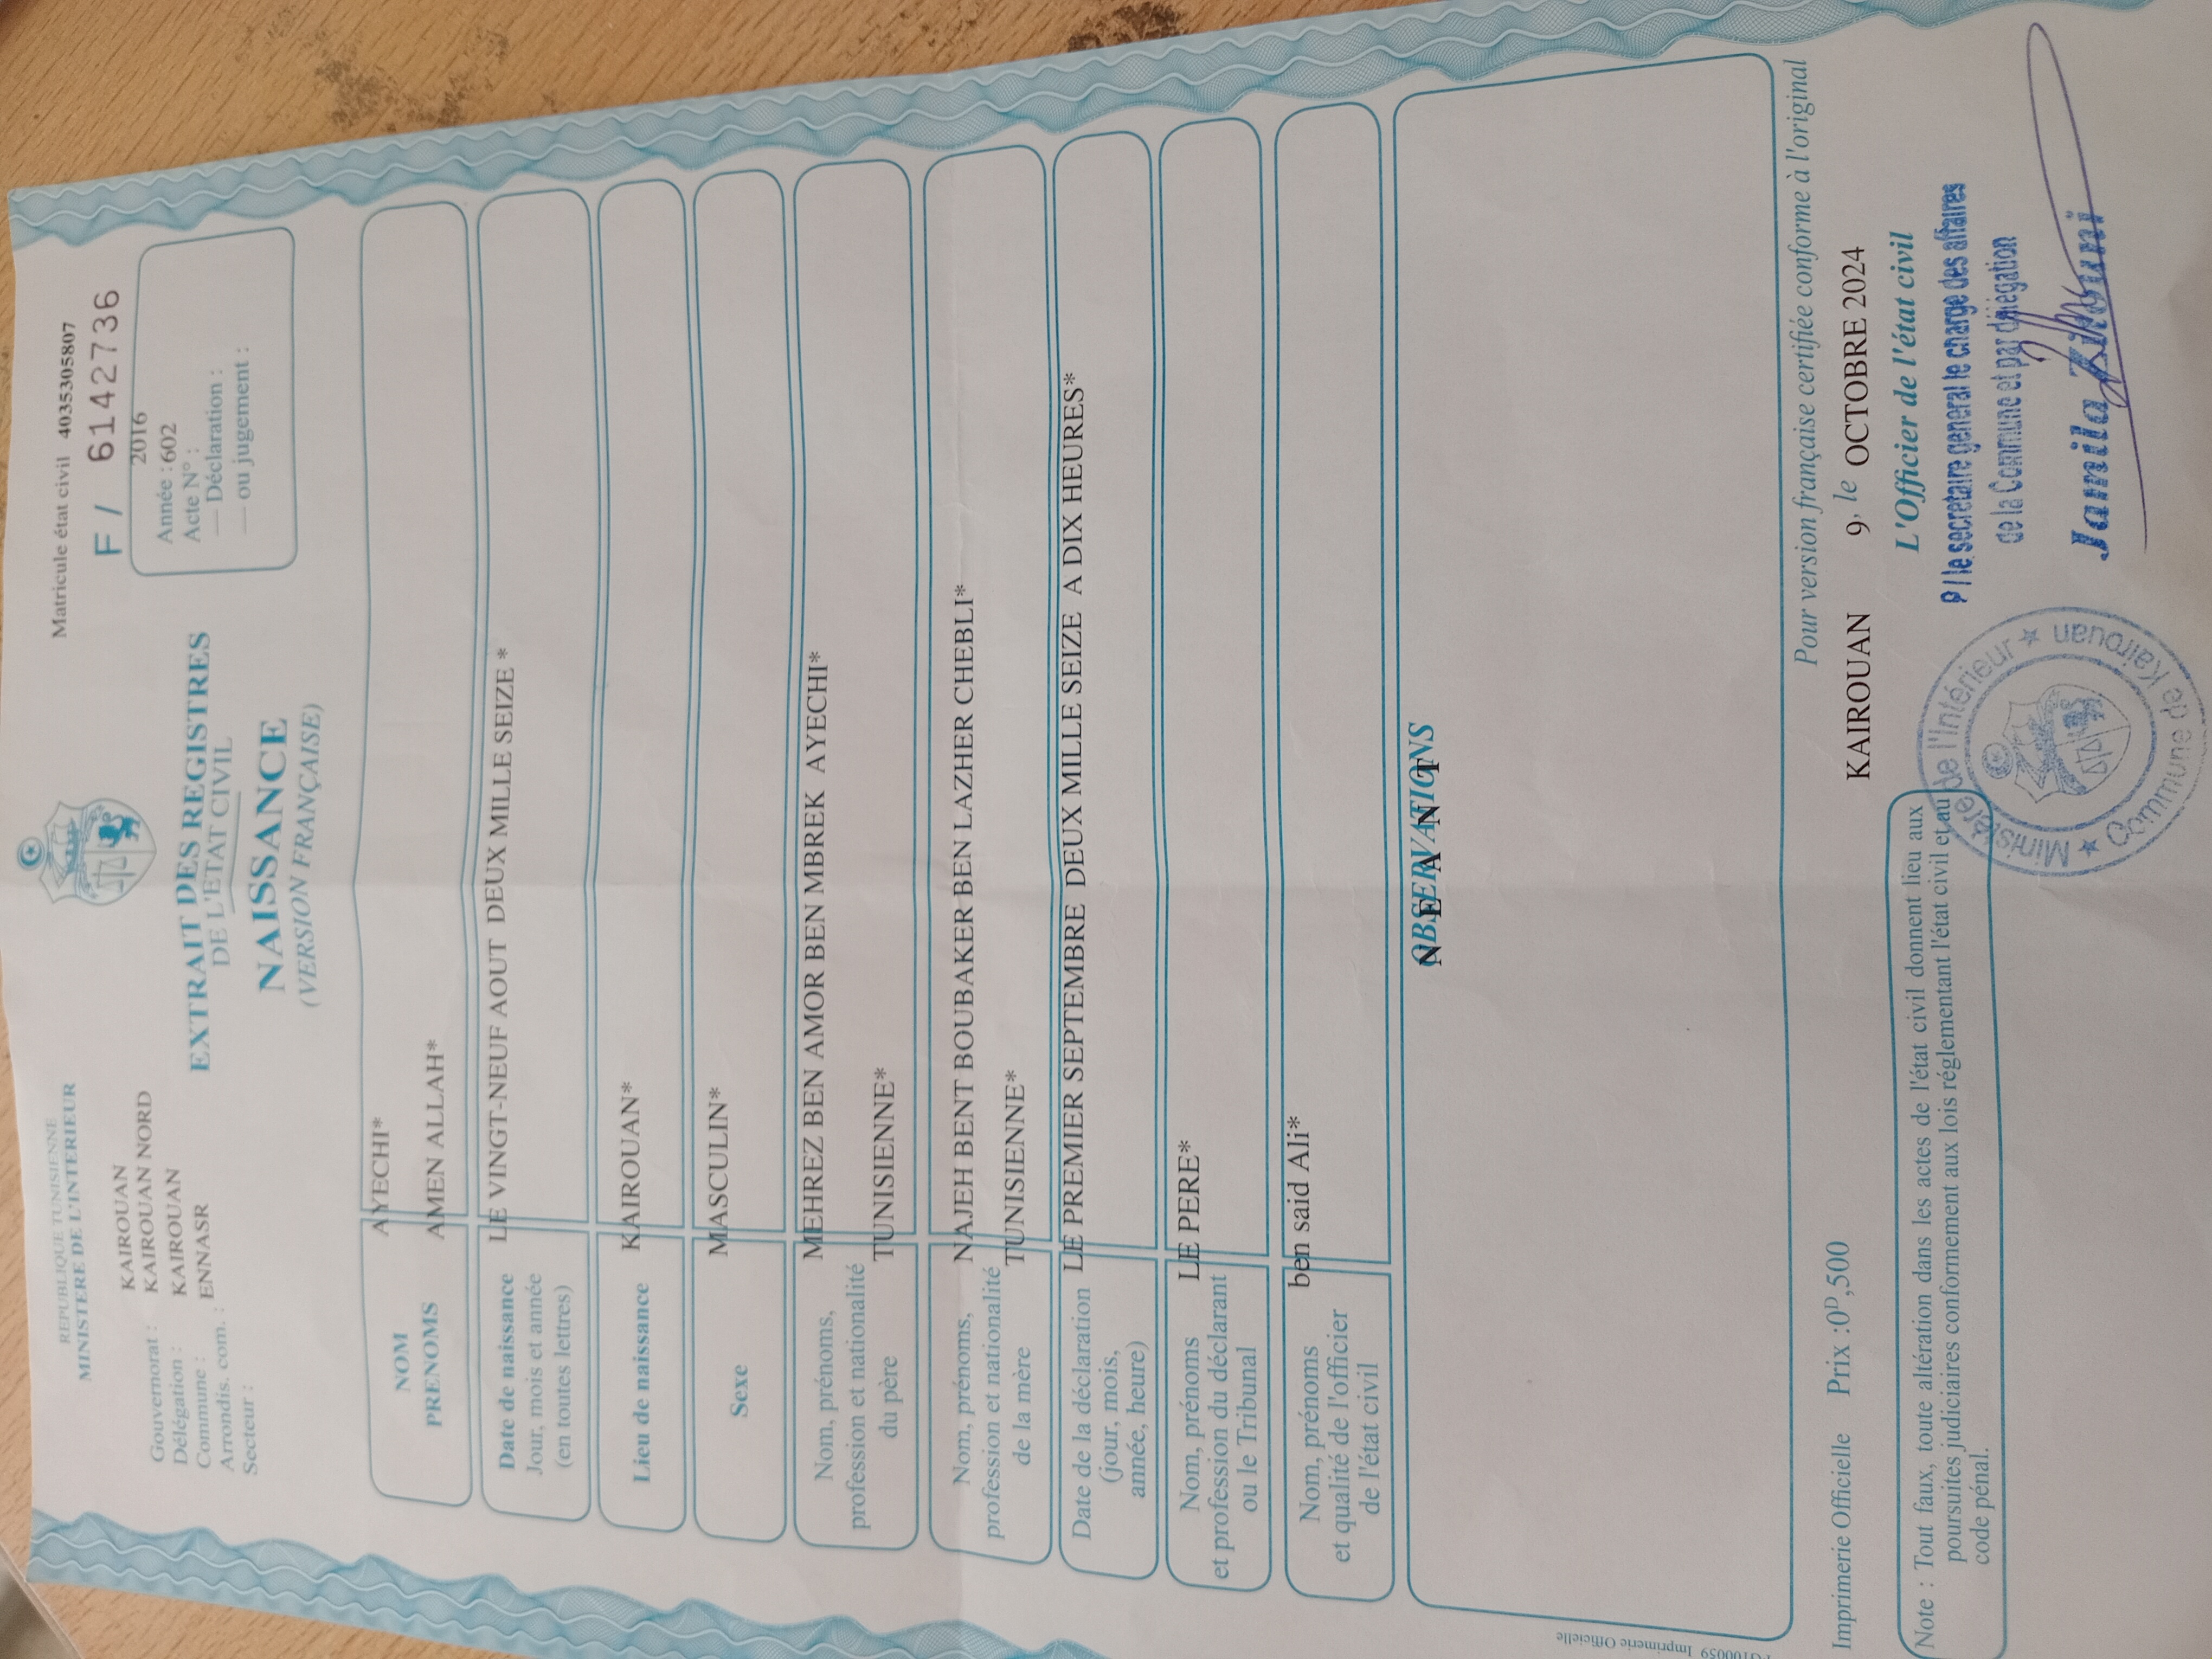 REPUBLIQUE TUNISIENNE
MINISTERE DE L'INTERIEUR
KAIROUAN
Gouvernorat : KAIROUAN NORD
Délégation : KAIROUAN
Commune : ENNASR
Arrondis. com. :
Secteur :
Matricule état civil 4035305807
F / 6142736
2016
Année : 602
Acte N° :
— Déclaration :
— ou jugement :
EXTRAIT DES REGISTRES
DE L'ETAT CIVIL
NAISSANCE
(VERSION FRANÇAISE)
NOM AYECHI*
PRENOMS AMEN ALLAH*
Date de naissance LE VINGT-NEUF AOUT DEUX MILLE SEIZE *
Jour, mois et année
(en toutes lettres)
Lieu de naissance KAIROUAN*
Sexe MASCULIN*
Nom, prénoms, MEHREZ BEN AMOR BEN MBREK AYECHI*
profession et nationalité
du père TUNISIENNE*
Nom, prénoms, NAJEH BENT BOUBAKER BEN LAZHER CHEBLI*
profession et nationalité
de la mère TUNISIENNE*
Date de la déclaration LE PREMIER SEPTEMBRE DEUX MILLE SEIZE A DIX HEURES*
(jour, mois,
année, heure)
Nom, prénoms LE PERE*
et profession du déclarant
ou le Tribunal
Nom, prénoms ben said Ali*
et qualité de l'officier
de l'état civil
OBSERVATIONS
N E A N T
Pour version française certifiée conforme à l'original
Imprimerie Officielle Prix :0D,500
KAIROUAN 9, le OCTOBRE 2024
L'Officier de l'état civil
P / le secretaire general le charge des affaires
de la Commune et par délégation
Jamila Zitouni
Note : Tout faux, toute altération dans les actes de l'état civil donnent lieu aux
poursuites judiciaires conformement aux lois réglementant l'état civil et au
code pénal.
Ministère de l'Intérieur
Commune de Kairouan
100059 Imprimerie Officielle